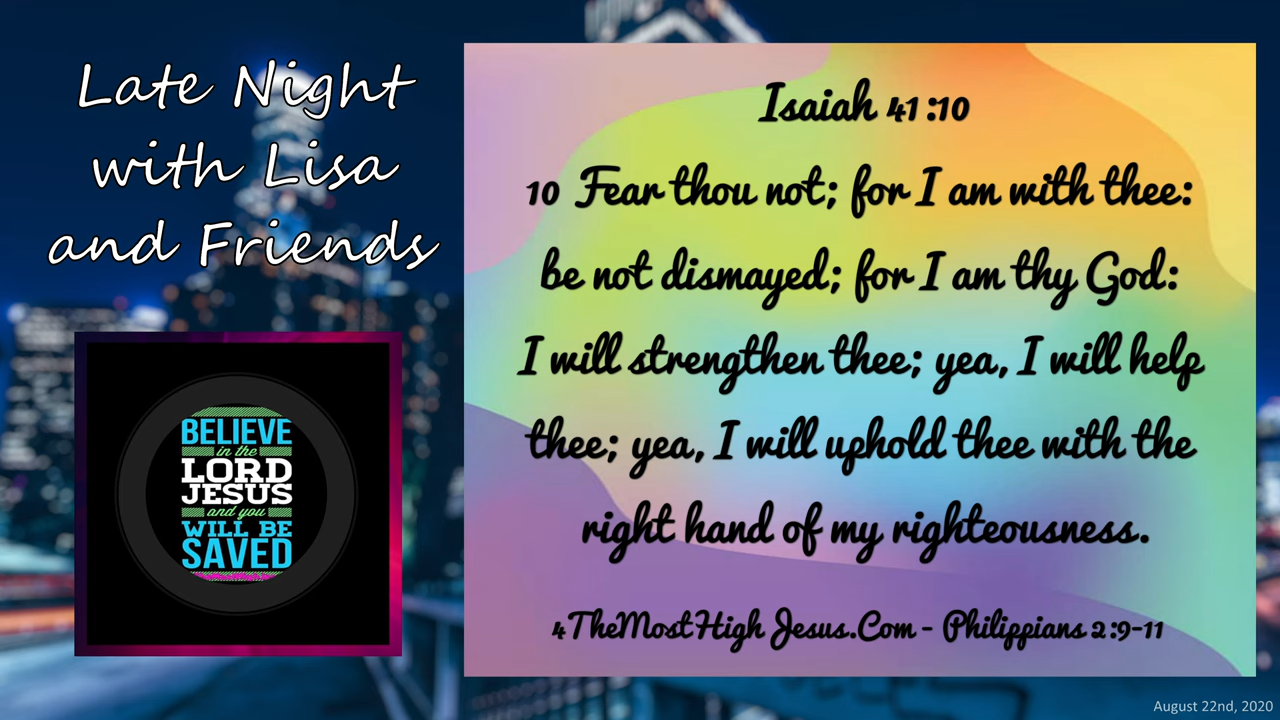 Late Night
with Lisa
and Friends
BELIEVE
in the
LORD
JESUS
and you
WILL BE
SAVED
Isaiah 41:10
10 Fear thou not; for I am with thee:
be not dismayed; for I am thy God:
I will strengthen thee; yea, I will help
thee; yea, I will uphold thee with the
right hand of my righteousness.
4TheMostHigh Jesus.Com - Philippians 2:9-11
August 22nd, 2020